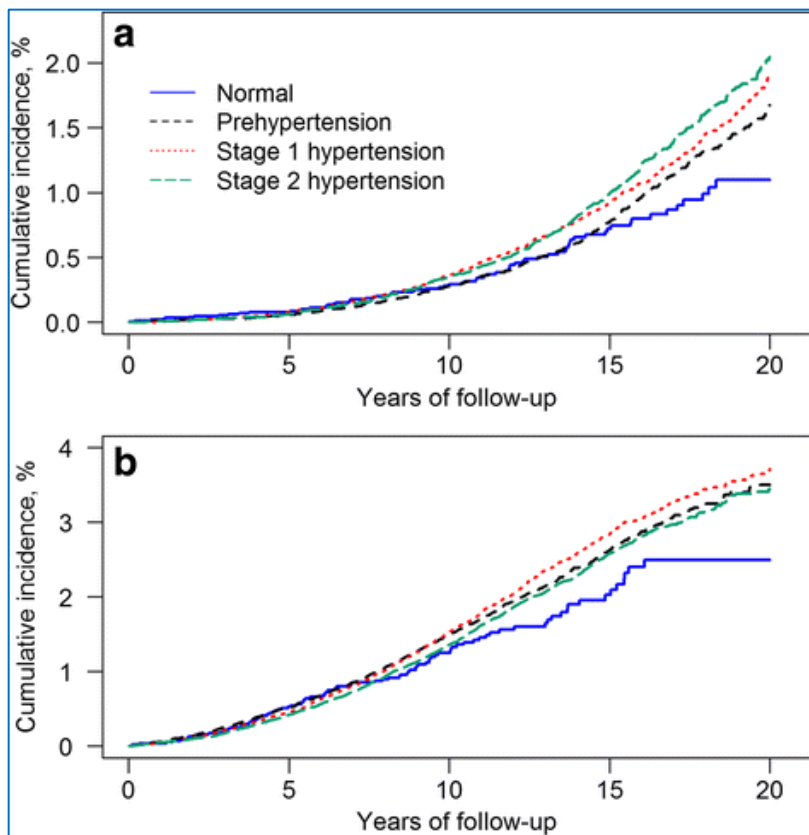 a
Cumulative incidence, %
2.0
1.5
1.0
0.5
0.0
Normal
Prehypertension
Stage 1 hypertension
Stage 2 hypertension
0 5 10 15 20
Years of follow-up
b
Cumulative incidence, %
4
3
2
1
0
0 5 10 15 20
Years of follow-up